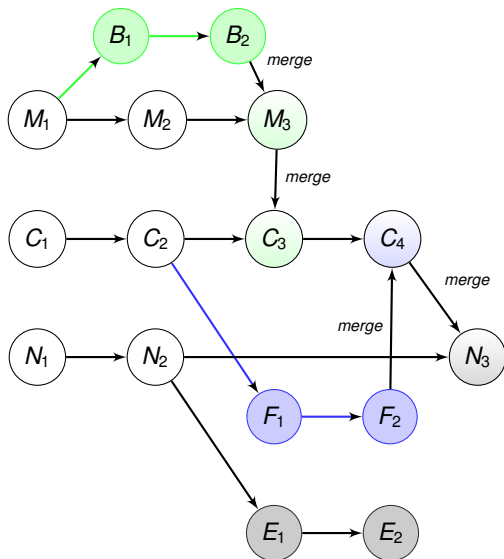 B₁ B₂
merge
M₁ M₂ M₃
merge
C₁ C₂ C₃ C₄
merge
merge
N₁ N₂ N₃
F₁ F₂
E₁ E₂